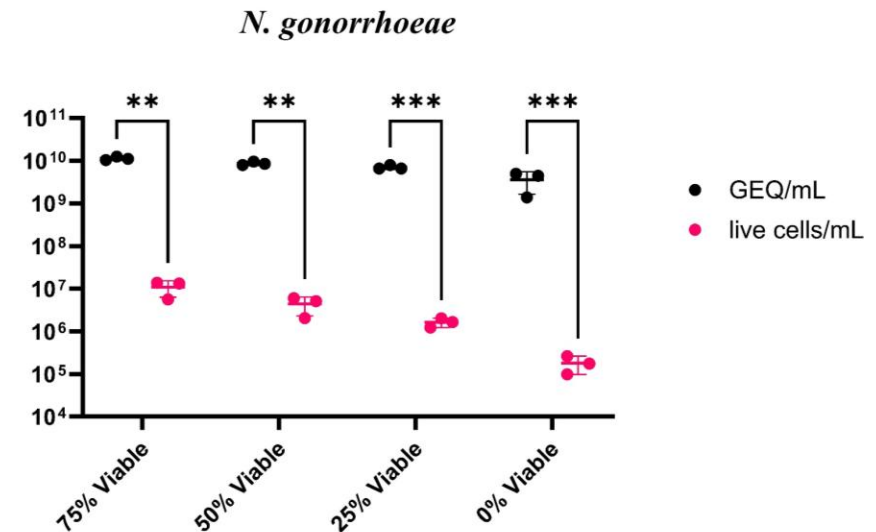 N. gonorrhoeae
** ** *** ***
10¹¹
10¹⁰
10⁹
10⁸
10⁷
10⁶
10⁵
10⁴
GEQ/mL
live cells/mL
75% Viable
50% Viable
25% Viable
0% Viable